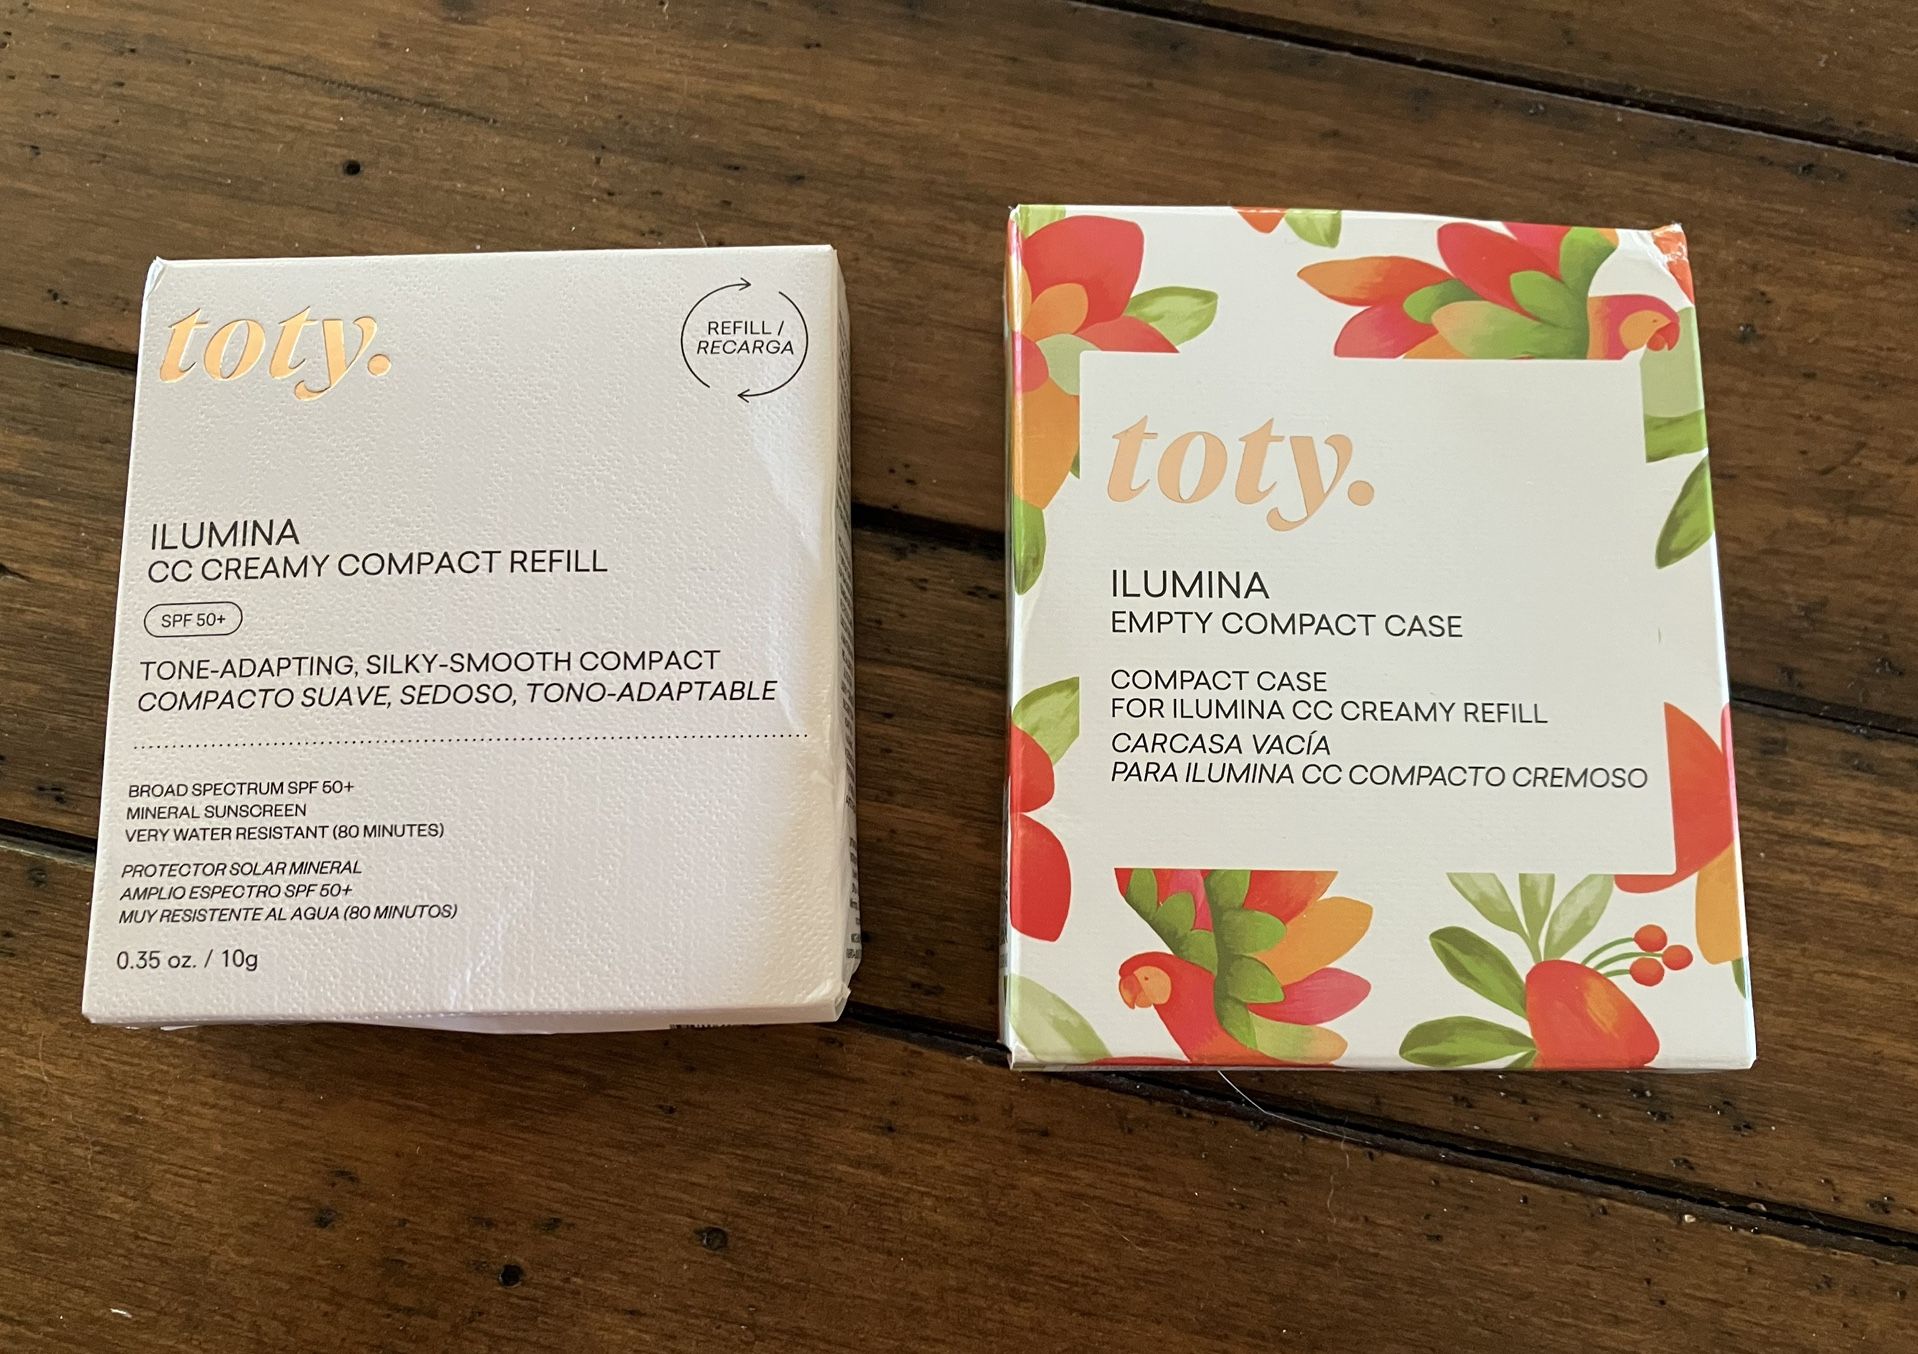 toty.
REFILL /
RECARGA
ILUMINA
CC CREAMY COMPACT REFILL
SPF 50+
TONE-ADAPTING, SILKY-SMOOTH COMPACT
COMPACTO SUAVE, SEDOSO, TONO-ADAPTABLE
BROAD SPECTRUM SPF 50+
MINERAL SUNSCREEN
VERY WATER RESISTANT (80 MINUTES)
PROTECTOR SOLAR MINERAL
AMPLIO ESPECTRO SPF 50+
MUY RESISTENTE AL AGUA (80 MINUTOS)
0.35 oz. / 10g
toty.
ILUMINA
EMPTY COMPACT CASE
COMPACT CASE
FOR ILUMINA CC CREAMY REFILL
CARCASA VACÍA
PARA ILUMINA CC COMPACTO CREMOSO